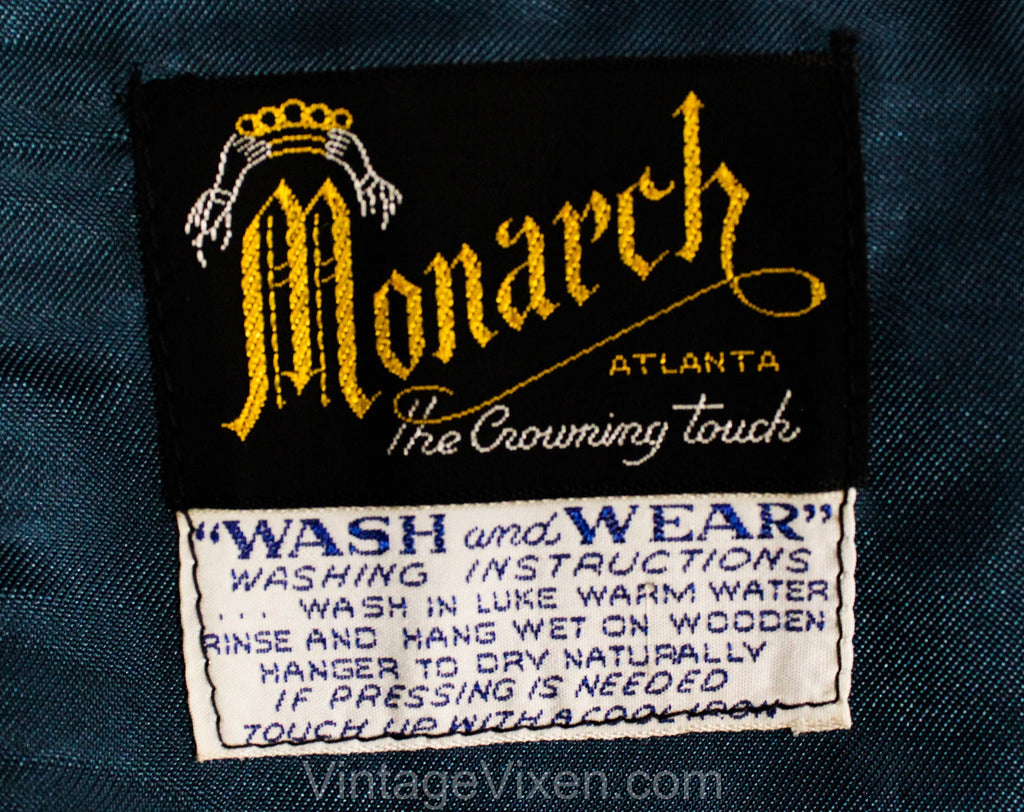 Monarch
ATLANTA
The Crowning Touch
"WASH and WEAR"
WASHING INSTRUCTIONS
... WASH IN LUKE WARM WATER
RINSE AND HANG WET ON WOODEN
HANGER TO DRY NATURALLY
IF PRESSING IS NEEDED
TOUCH UP WITH A COOL IRON
VintageVixen.com